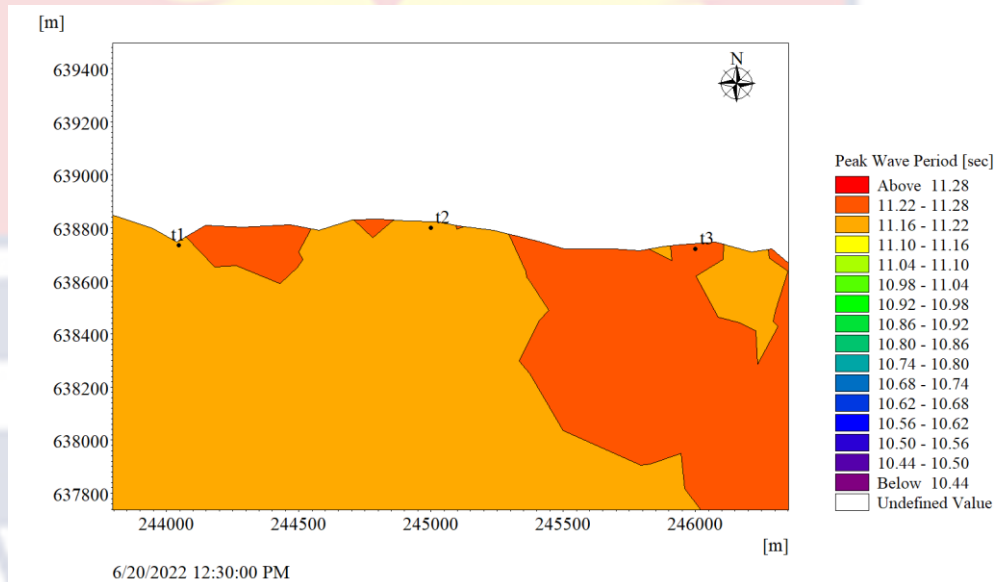 [m]
639400
639200
639000
638800
638600
638400
638200
638000
637800
N
t1
t2
t3
244000 244500 245000 245500 246000
[m]
6/20/2022 12:30:00 PM
Peak Wave Period [sec]
Above 11.28
11.22 - 11.28
11.16 - 11.22
11.10 - 11.16
11.04 - 11.10
10.98 - 11.04
10.92 - 10.98
10.86 - 10.92
10.80 - 10.86
10.74 - 10.80
10.68 - 10.74
10.62 - 10.68
10.56 - 10.62
10.50 - 10.56
10.44 - 10.50
Below 10.44
Undefined Value